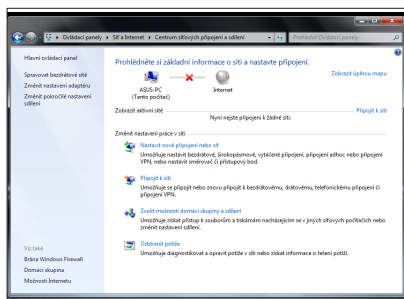 Ovládací panely ▸ Síť a Internet ▸ Centrum síťových připojení a sdílení
Prohledat Ovládací panely
Hlavní ovládací panel
Spravovat bezdrátové sítě
Změnit nastavení adaptéru
Změnit pokročilé nastavení
sdílení
Prohlédněte si základní informace o síti a nastavte připojení.
Zobrazit úplnou mapu
ASUS-PC
(Tento počítač)
Internet
Zobrazit aktivní sítě
Připojit k síti
Nyní nejste připojeni k žádné síti.
Změnit nastavení práce v síti
Nastavit nové připojení nebo síť
Umožňuje nastavit bezdrátové, širokopásmové, vytáčené připojení, připojení adhoc nebo připojení
VPN, nebo nastavit směrovač či přístupový bod.
Připojit k síti
Umožňuje se připojit nebo znovu připojit k bezdrátovému, drátovému, telefonickému připojení či
připojení VPN.
Zvolit možnosti domácí skupiny a sdílení
Umožňuje získat přístup k souborům a tiskárnám nacházejícím se v jiných síťových počítačích nebo
změnit nastavení sdílení.
Odstranit potíže
Umožňuje diagnostikovat a opravit potíže v síti nebo získat informace o řešení potíží.
Viz také
Brána Windows Firewall
Domácí skupina
Možnosti Internetu